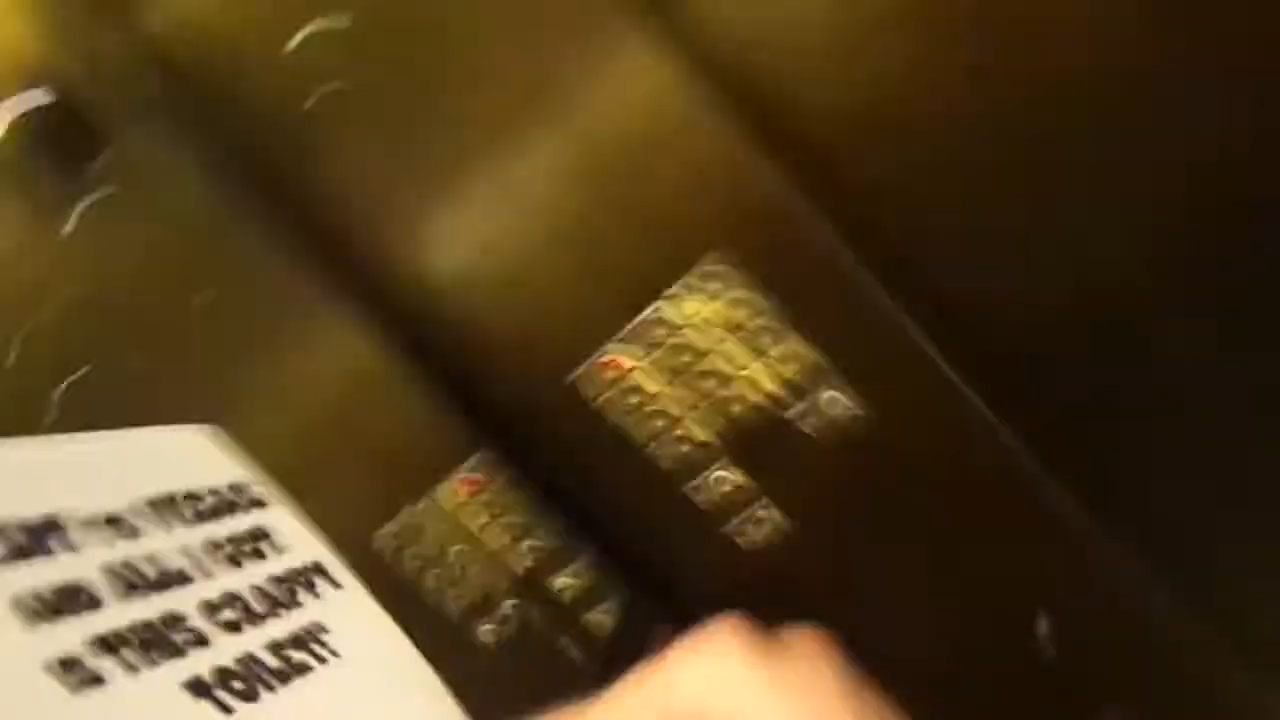 TO VEGAS
AND ALL I GOT
IS THIS CRAPPY
TOILET!"